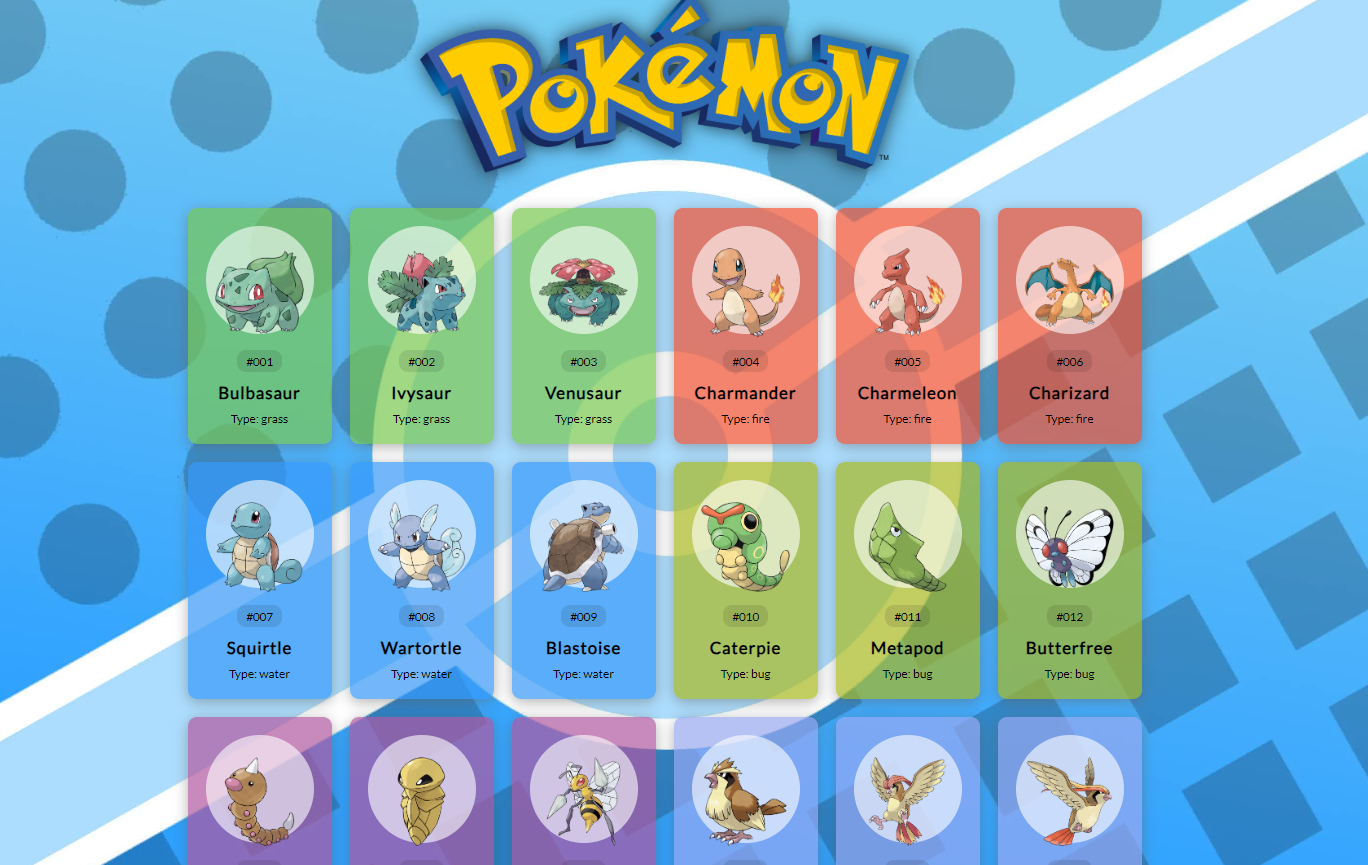 POKéMON
TM
#001
Bulbasaur
Type: grass
#002
Ivysaur
Type: grass
#003
Venusaur
Type: grass
#004
Charmander
Type: fire
#005
Charmeleon
Type: fire
#006
Charizard
Type: fire
#007
Squirtle
Type: water
#008
Wartortle
Type: water
#009
Blastoise
Type: water
#010
Caterpie
Type: bug
#011
Metapod
Type: bug
#012
Butterfree
Type: bug